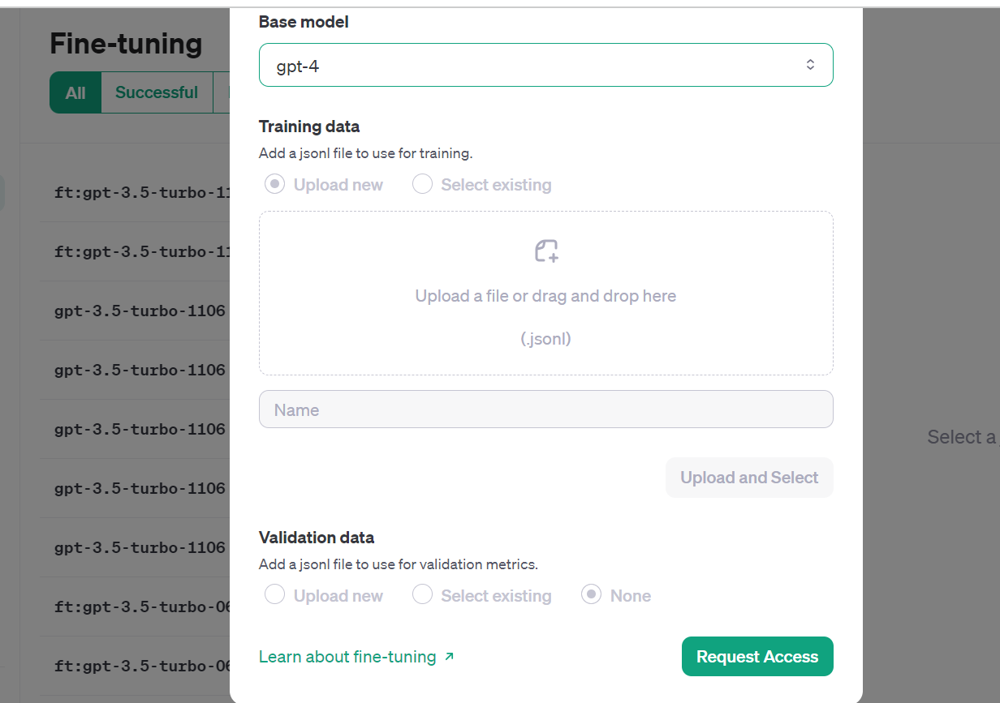 Fine-tuning
All
Successful
ft:gpt-3.5-turbo-11
ft:gpt-3.5-turbo-11
gpt-3.5-turbo-1106
gpt-3.5-turbo-1106
gpt-3.5-turbo-1106
gpt-3.5-turbo-1106
gpt-3.5-turbo-1106
ft:gpt-3.5-turbo-06
ft:gpt-3.5-turbo-06
Base model
gpt-4
Training data
Add a jsonl file to use for training.
Upload new
Select existing
Upload a file or drag and drop here
(.jsonl)
Name
Upload and Select
Validation data
Add a jsonl file to use for validation metrics.
Upload new
Select existing
None
Learn about fine-tuning ↗
Request Access
Select a